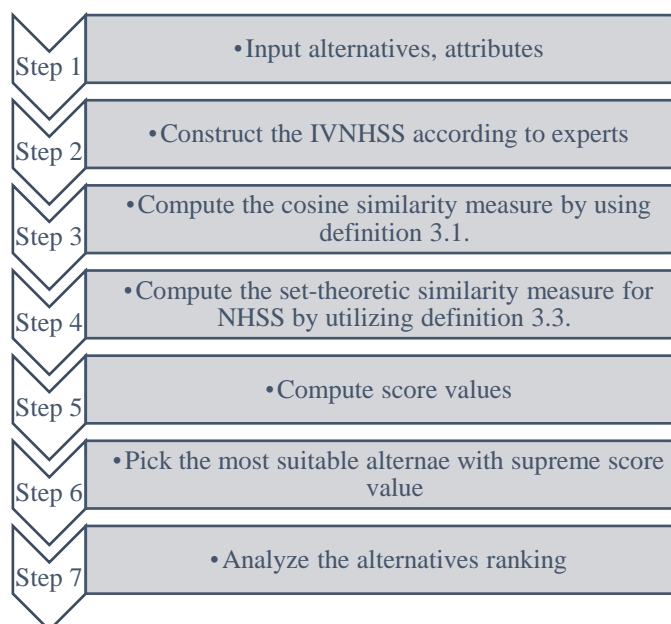 Step 1
•Input alternatives, attributes
Step 2
•Construct the IVNHSS according to experts
Step 3
•Compute the cosine similarity measure by using
definition 3.1.
Step 4
•Compute the set-theoretic similarity measure for
NHSS by utilizing definition 3.3.
Step 5
•Compute score values
Step 6
•Pick the most suitable alternae with supreme score
value
Step 7
•Analyze the alternatives ranking